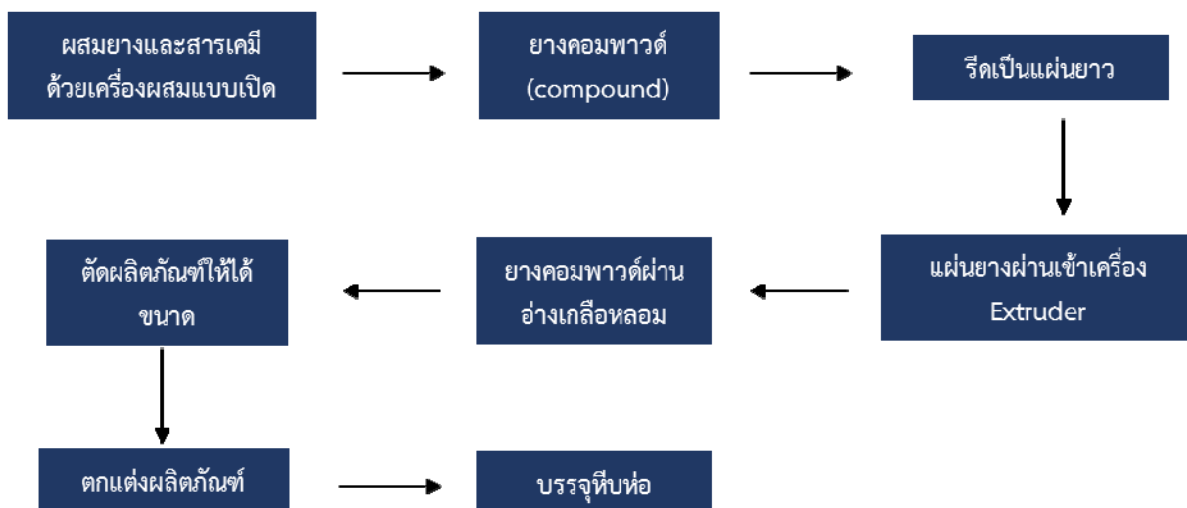 ผสมยางและสารเคมี
ด้วยเครื่องผสมแบบเปิด
ยางคอมพาวด์
(compound)
รีดเป็นแผ่นยาว
แผ่นยางผ่านเข้าเครื่อง
Extruder
ยางคอมพาวด์ผ่าน
อ่างเกลือหลอม
ตัดผลิตภัณฑ์ให้ได้
ขนาด
ตกแต่งผลิตภัณฑ์
บรรจุหีบห่อ